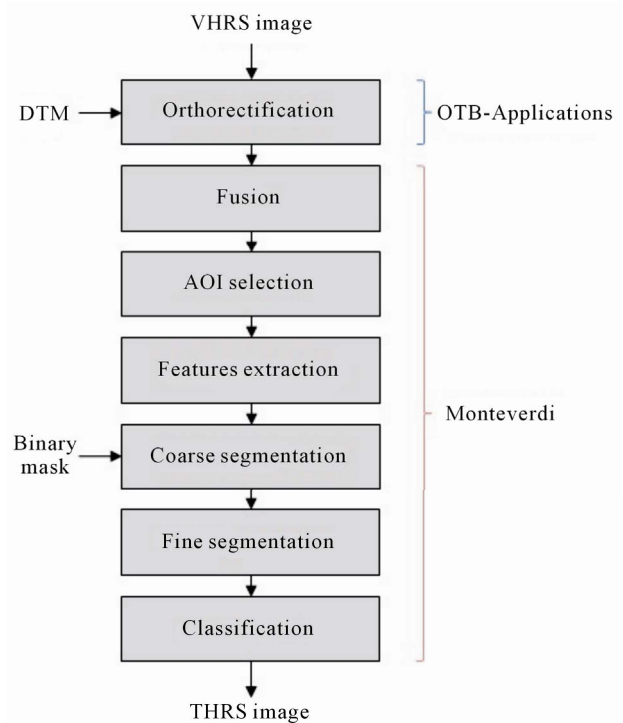 VHRS image
DTM
Orthorectification
OTB-Applications
Fusion
AOI selection
Features extraction
Monteverdi
Binary
mask
Coarse segmentation
Fine segmentation
Classification
THRS image